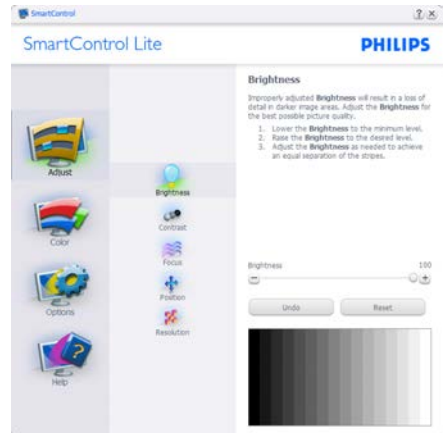 SmartControl
SmartControl Lite
PHILIPS
Adjust
Color
Options
Help
Brightness
Contrast
Focus
Position
Resolution
Brightness
Improperly adjusted Brightness will result in a loss of
detail in darker image areas. Adjust the Brightness for
the best possible picture quality.
1. Lower the Brightness to the minimum level.
2. Raise the Brightness to the desired level.
3. Adjust the Brightness as needed to achieve
an equal separation of the stripes.
Brightness 100
Undo Reset